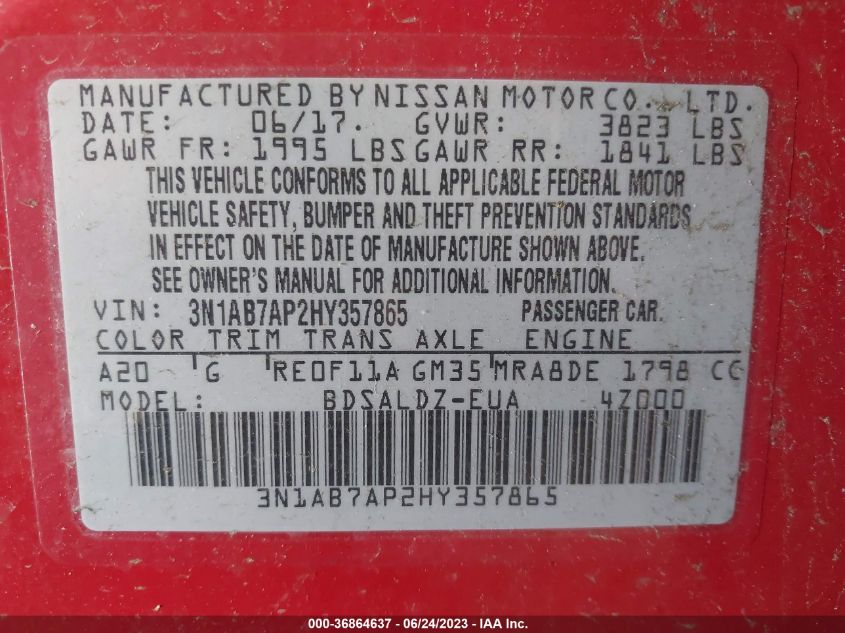 MANUFACTURED BY NISSAN MOTOR CO., LTD.
DATE: 06/17. GVWR: 3823 LBS
GAWR FR: 1995 LBS GAWR RR: 1841 LBS
THIS VEHICLE CONFORMS TO ALL APPLICABLE FEDERAL MOTOR
VEHICLE SAFETY, BUMPER AND THEFT PREVENTION STANDARDS
IN EFFECT ON THE DATE OF MANUFACTURE SHOWN ABOVE.
SEE OWNER'S MANUAL FOR ADDITIONAL INFORMATION.
VIN: 3N1AB7AP2HY357865 PASSENGER CAR.
COLOR TRIM TRANS AXLE ENGINE
A20 G RE0F11A GM35 MRA8DE 1798 CC
MODEL: BDSALDZ-EUA 4Z000
3N1AB7AP2HY357865
000-36864637 - 06/24/2023 - IAA Inc.